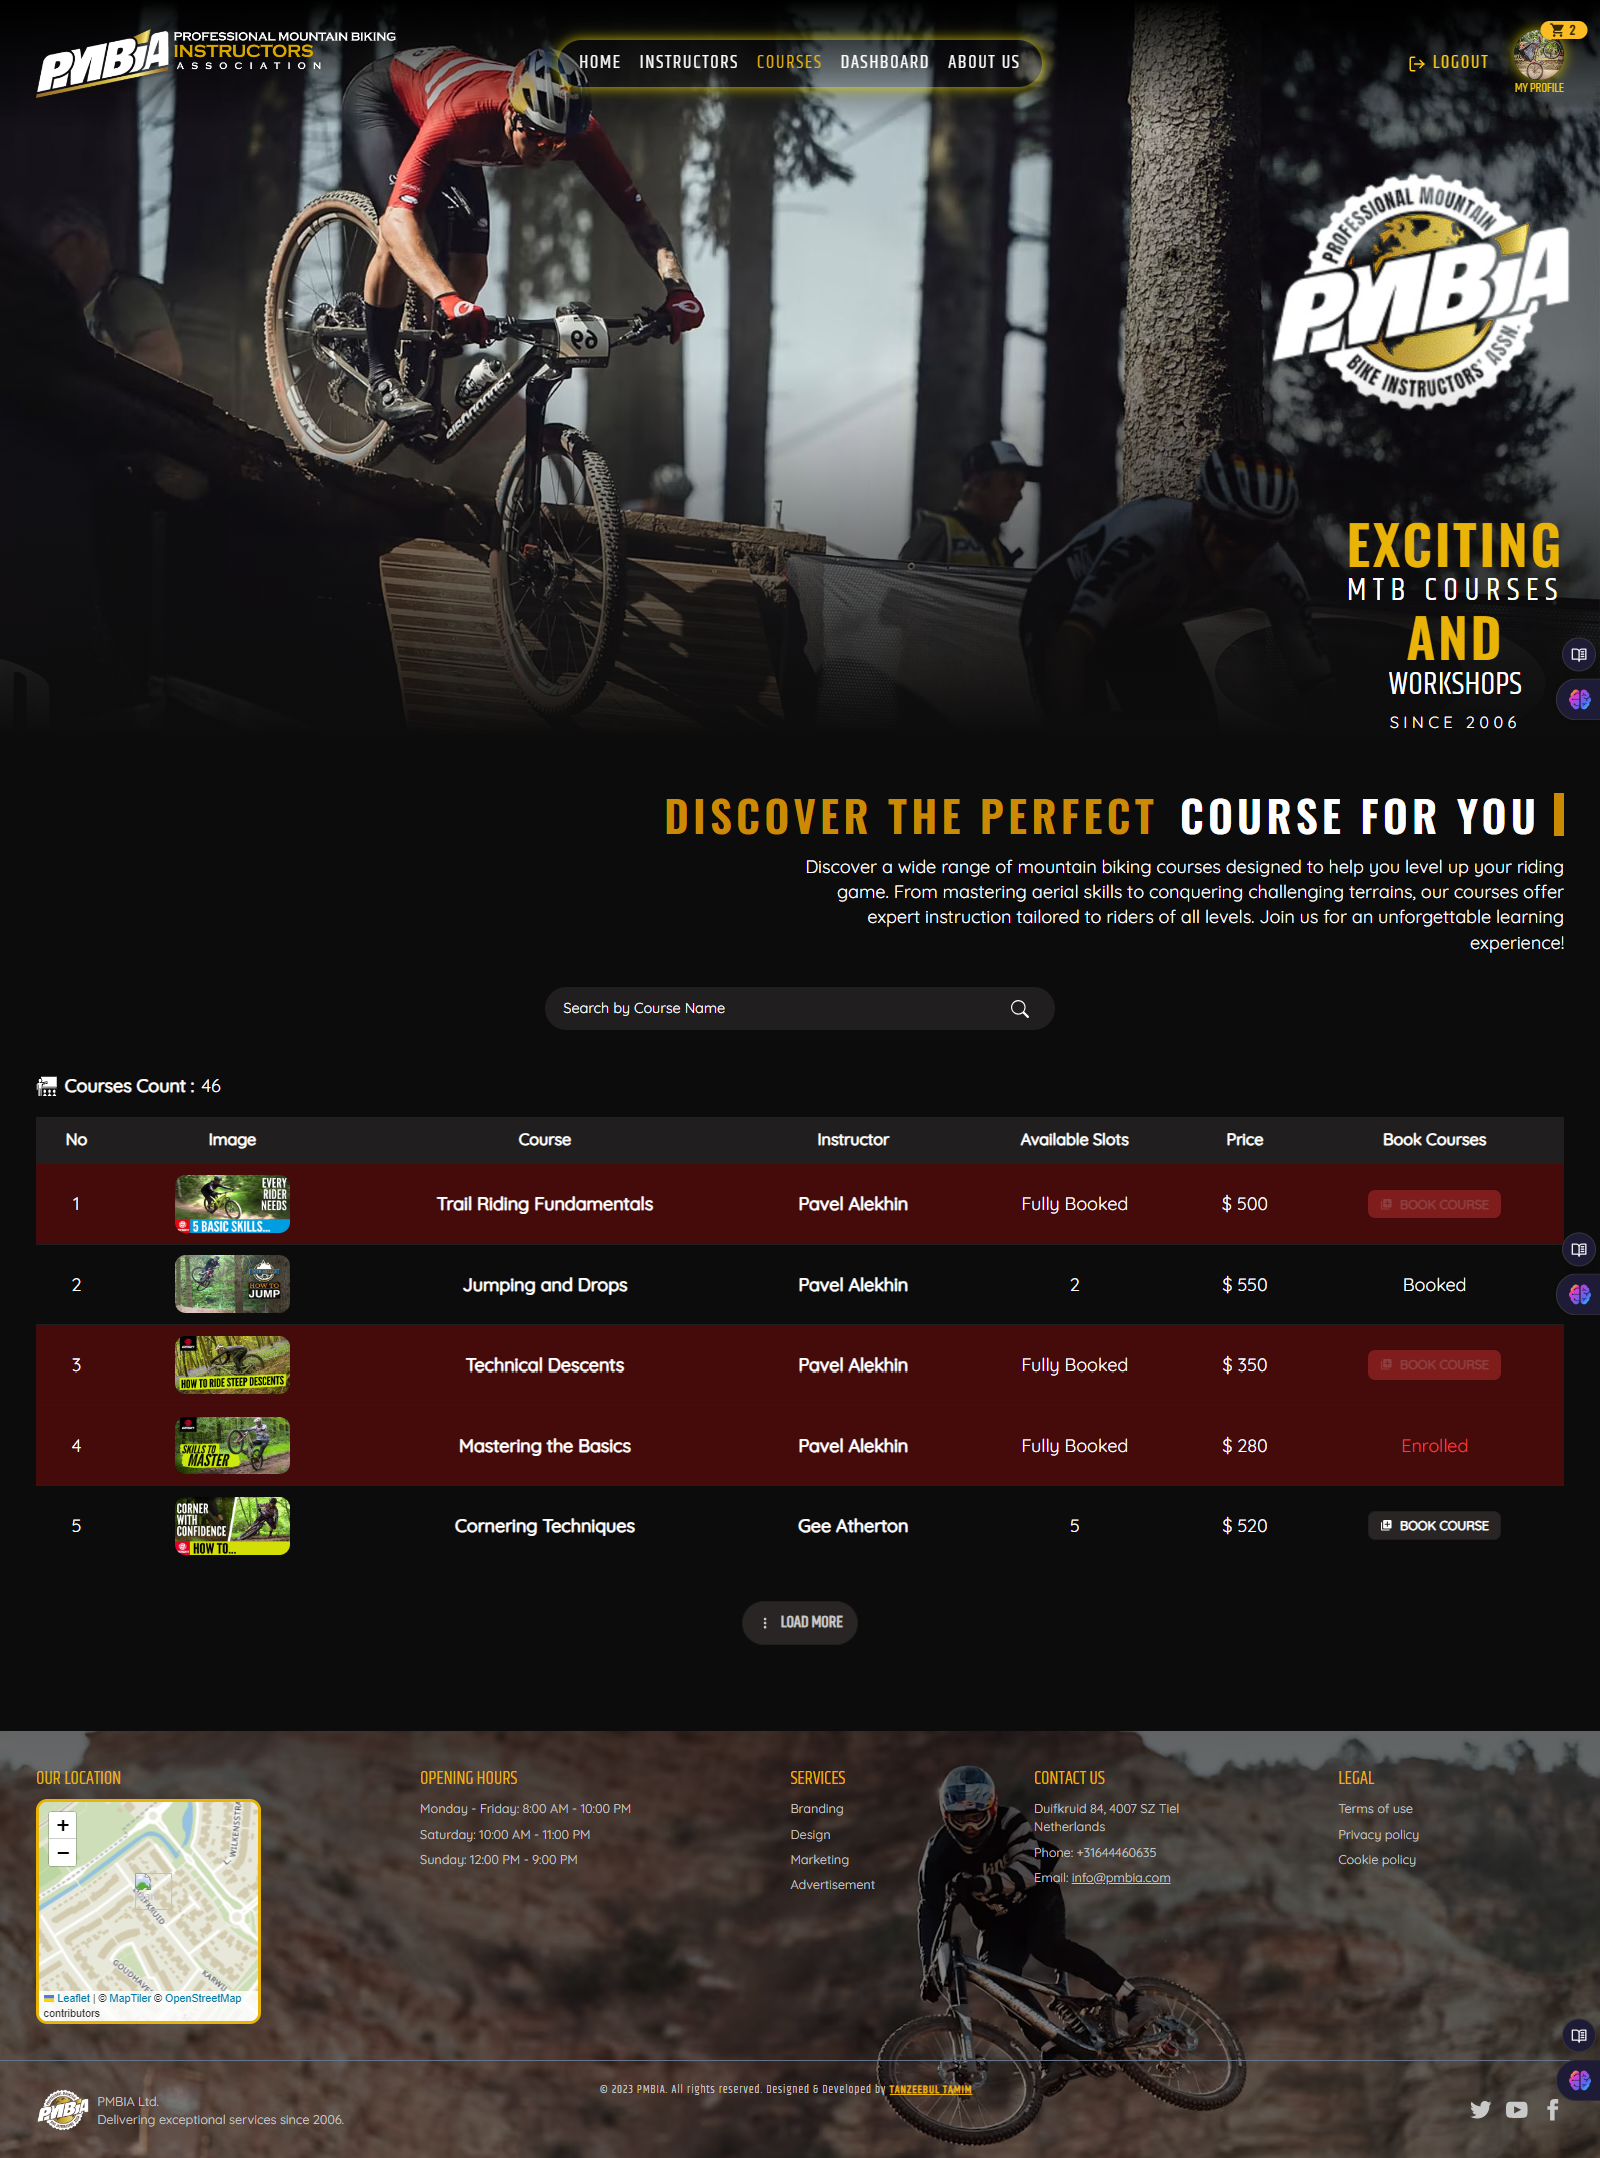 PMBIA PROFESSIONAL MOUNTAIN BIKING
INSTRUCTORS
ASSOCIATION
HOME INSTRUCTORS COURSES DASHBOARD ABOUT US
LOGOUT
2
MY PROFILE
PROFESSIONAL MOUNTAIN
PMBIA
BIKE INSTRUCTORS' ASSN.
EXCITING
MTB COURSES
AND
WORKSHOPS
SINCE 2006
DISCOVER THE PERFECT COURSE FOR YOU
Discover a wide range of mountain biking courses designed to help you level up your riding
game. From mastering aerial skills to conquering challenging terrains, our courses offer
expert instruction tailored to riders of all levels. Join us for an unforgettable learning
experience!
Search by Course Name
Courses Count : 46
No Image Course Instructor Available Slots Price Book Courses
1 EVERY RIDER NEEDS 5 BASIC SKILLS... Trail Riding Fundamentals Pavel Alekhin Fully Booked $ 500 BOOK COURSE
2 HOW TO JUMP Jumping and Drops Pavel Alekhin 2 $ 550 Booked
3 HOW TO RIDE STEEP DESCENTS Technical Descents Pavel Alekhin Fully Booked $ 350 BOOK COURSE
4 SKILLS TO MASTER Mastering the Basics Pavel Alekhin Fully Booked $ 280 Enrolled
5 CORNER WITH CONFIDENCE HOW TO... Cornering Techniques Gee Atherton 5 $ 520 BOOK COURSE
LOAD MORE
OUR LOCATION
+
−
WILKENSSTRA
GOUDHAVE
KARWIJ
Leaflet | © MapTiler © OpenStreetMap
contributors
OPENING HOURS
Monday - Friday: 8:00 AM - 10:00 PM
Saturday: 10:00 AM - 11:00 PM
Sunday: 12:00 PM - 9:00 PM
SERVICES
Branding
Design
Marketing
Advertisement
CONTACT US
Duifkruid 84, 4007 SZ Tiel
Netherlands
Phone: +31644460635
Email: info@pmbia.com
LEGAL
Terms of use
Privacy policy
Cookie policy
PMBIA Ltd.
Delivering exceptional services since 2006.
© 2023 PMBIA. All rights reserved. Designed & Developed by TANZEEBUL TAMIM